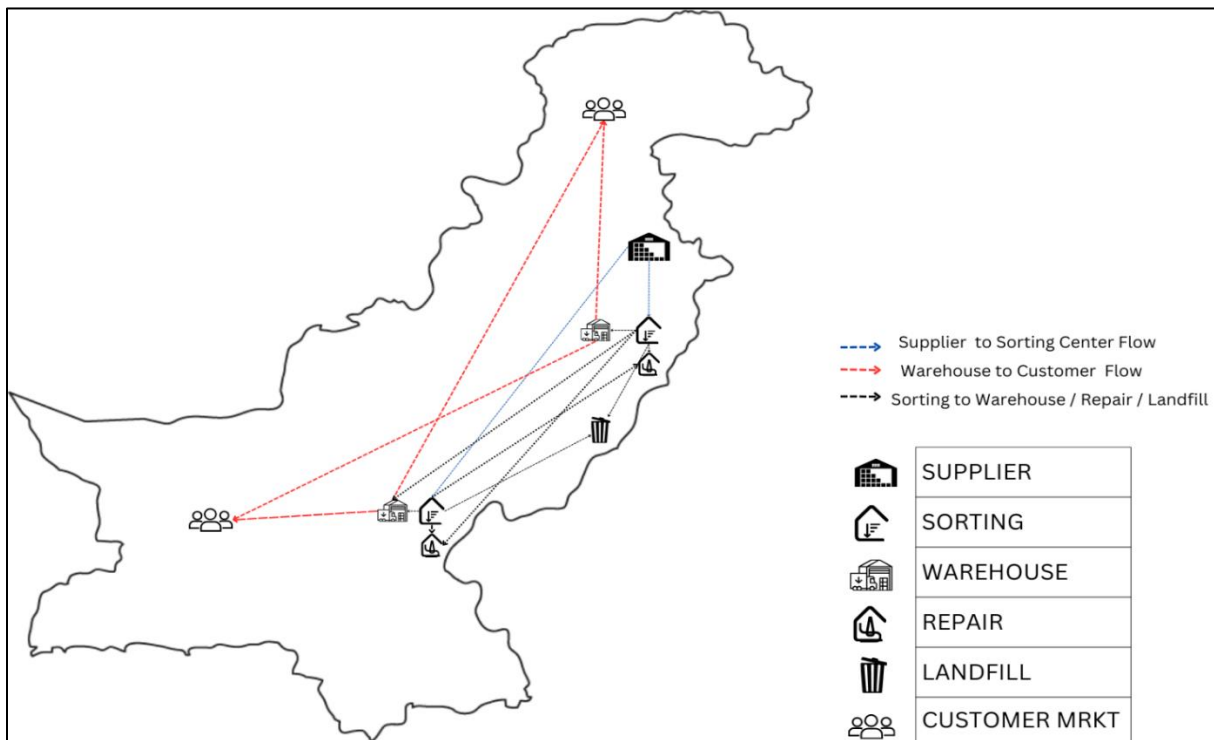 Supplier to Sorting Center Flow
Warehouse to Customer Flow
Sorting to Warehouse / Repair / Landfill
SUPPLIER
SORTING
WAREHOUSE
REPAIR
LANDFILL
CUSTOMER MRKT